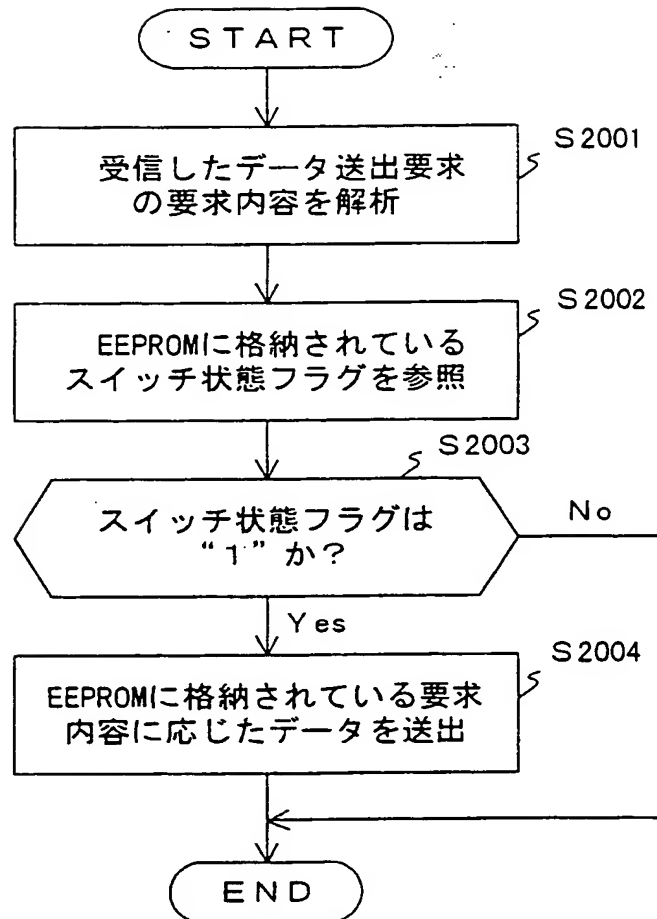 START
S2001
受信したデータ送出要求
の要求内容を解析
S2002
EEPROMに格納されている
スイッチ状態フラグを参照
S2003
スイッチ状態フラグは
“1”か?
No
Yes
S2004
EEPROMに格納されている要求
内容に応じたデータを送出
END